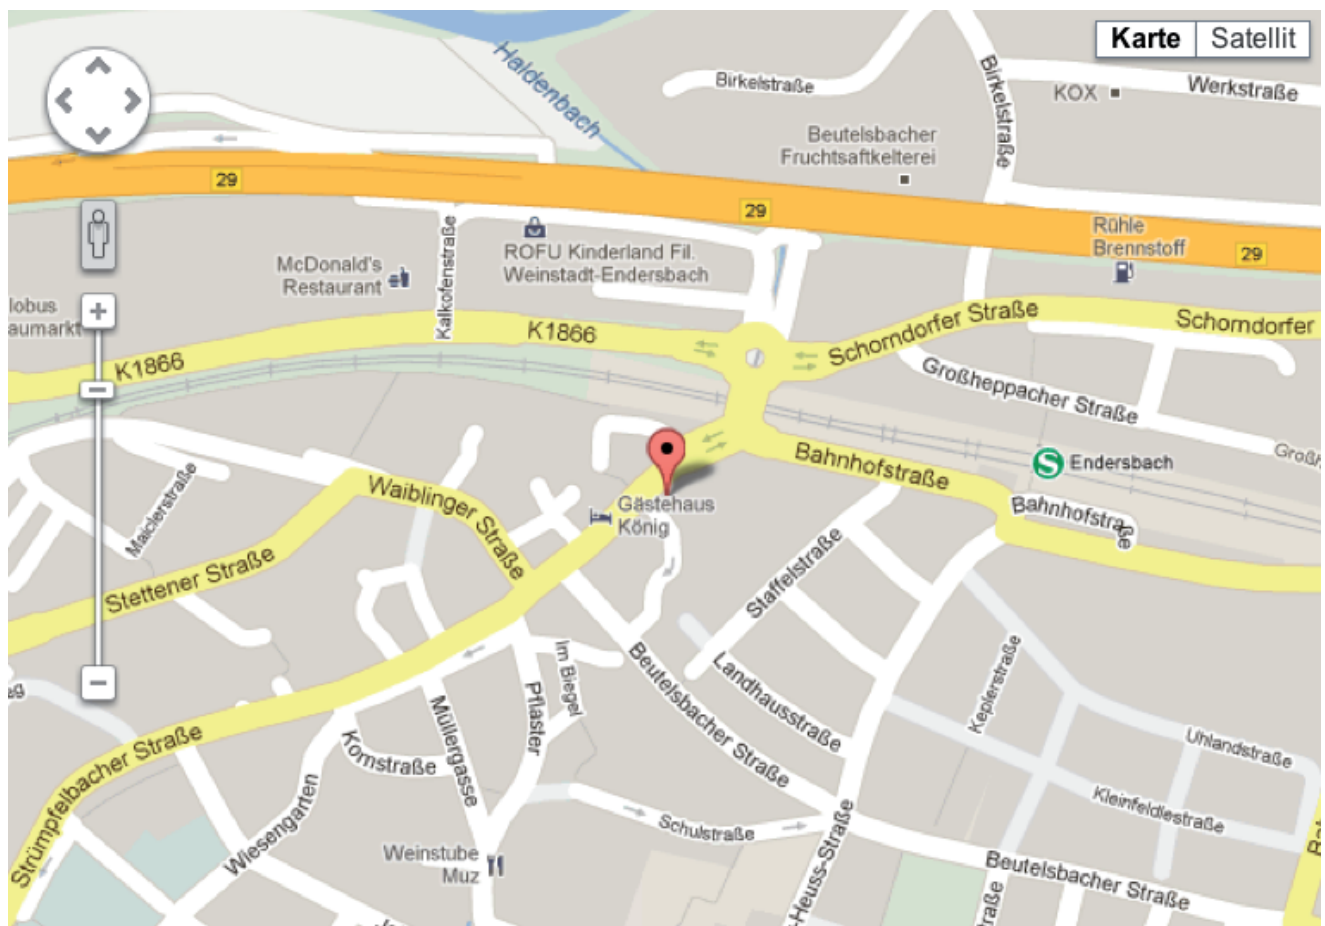 Karte
Satellit
Haldenbach
Birkelstraße
Birkelstraße
Werkstraße
KOX
Beutelsbacher
Fruchtsaftkelterei
29
29
29
Rühle
Brennstoff
Kalkofenstraße
ROFU Kinderland Fil.
Weinstadt-Endersbach
McDonald's
Restaurant
lobus
aumarkt
K1866
K1866
Schorndorfer Straße
Schorndorfer
Großheppacher Straße
Großh
Bahnhofstraße
Endersbach
Bahnhofstraße
Waiblinger Straße
Gästehaus
König
Stettener Straße
Staffelstraße
Landhausstraße
Keplerstraße
Uhlandstraße
Kleinfeldlestraße
Im Biegel
Pflaster
Beutelsbacher Straße
Müllergasse
Kornstraße
Strümpfelbacher Straße
Wiesengarten
Schulstraße
Weinstube
Muz
-Heuss-Straße
Beutelsbacher Straße
raße
eg